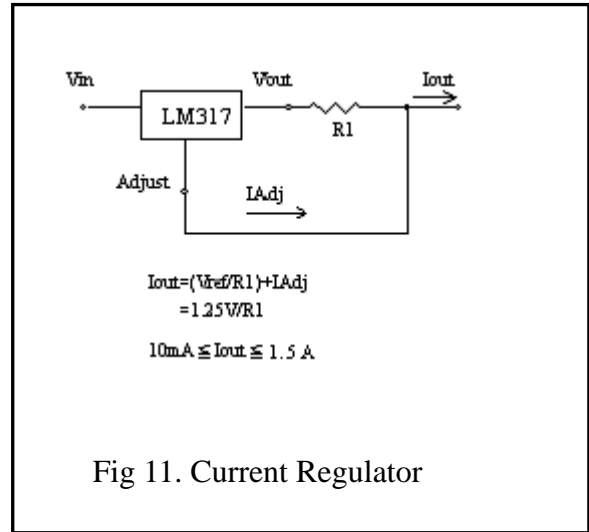 Vin
Vout
Iout
LM317
R1
Adjust
IAdj
Iout=(Vref/R1)+IAdj
=1.25V/R1
10mA ≦ Iout ≦ 1.5 A
Fig 11. Current Regulator